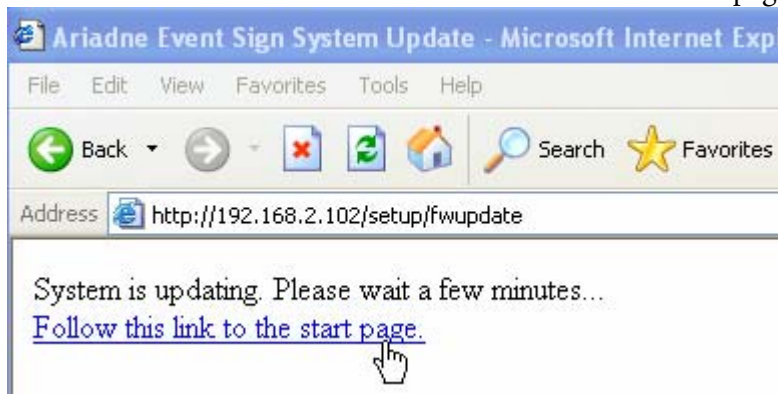 Ariadne Event Sign System Update - Microsoft Internet Exp
File Edit View Favorites Tools Help
Back Search Favorites
Address http://192.168.2.102/setup/fwupdate
System is updating. Please wait a few minutes...
Follow this link to the start page.